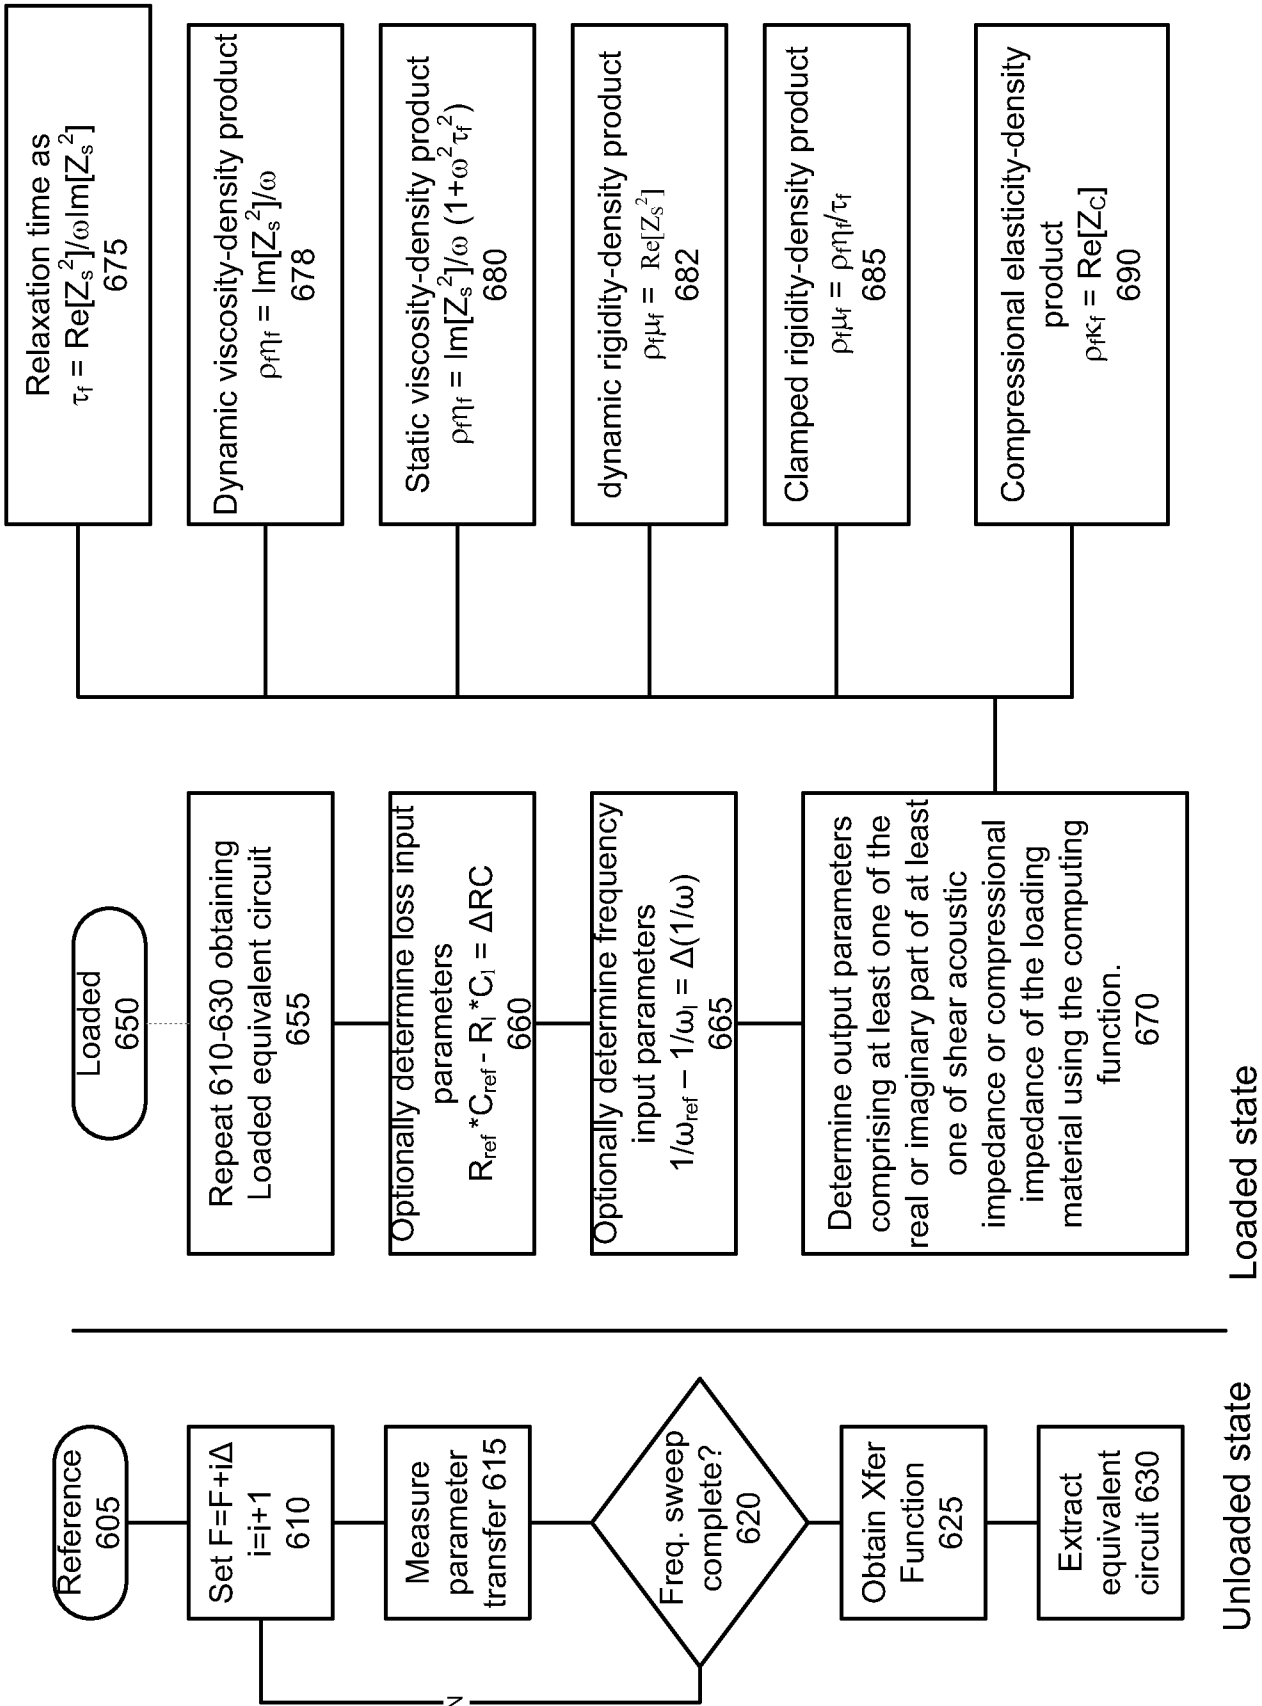 Reference
605
Set F=F+iΔ
i=i+1
610
Measure
parameter
transfer 615
Freq. sweep
complete?
620
N
Obtain Xfer
Function
625
Extract
equivalent
circuit 630
Unloaded state
Loaded
650
Repeat 610-630 obtaining
Loaded equivalent circuit
655
Optionally determine loss input
parameters
R_ref *C_ref - R_l *C_l = ΔRC
660
Optionally determine frequency
input parameters
1/ω_ref – 1/ω_l = Δ(1/ω)
665
Determine output parameters
comprising at least one of the
real or imaginary part of at least
one of shear acoustic
impedance or compressional
impedance of the loading
material using the computing
function.
670
Loaded state
Relaxation time as
τ_f = Re[Z_s^2]/ωIm[Z_s^2]
675
Dynamic viscosity-density product
ρ_fη_f = Im[Z_s^2]/ω
678
Static viscosity-density product
ρ_fη_f = Im[Z_s^2]/ω (1+ω^2τ_f^2)
680
dynamic rigidity-density product
ρ_fμ_f = Re[Z_s^2]
682
Clamped rigidity-density product
ρ_fμ_f = ρ_fη_f/τ_f
685
Compressional elasticity-density
product
ρ_fκ_f = Re[Z_C]
690